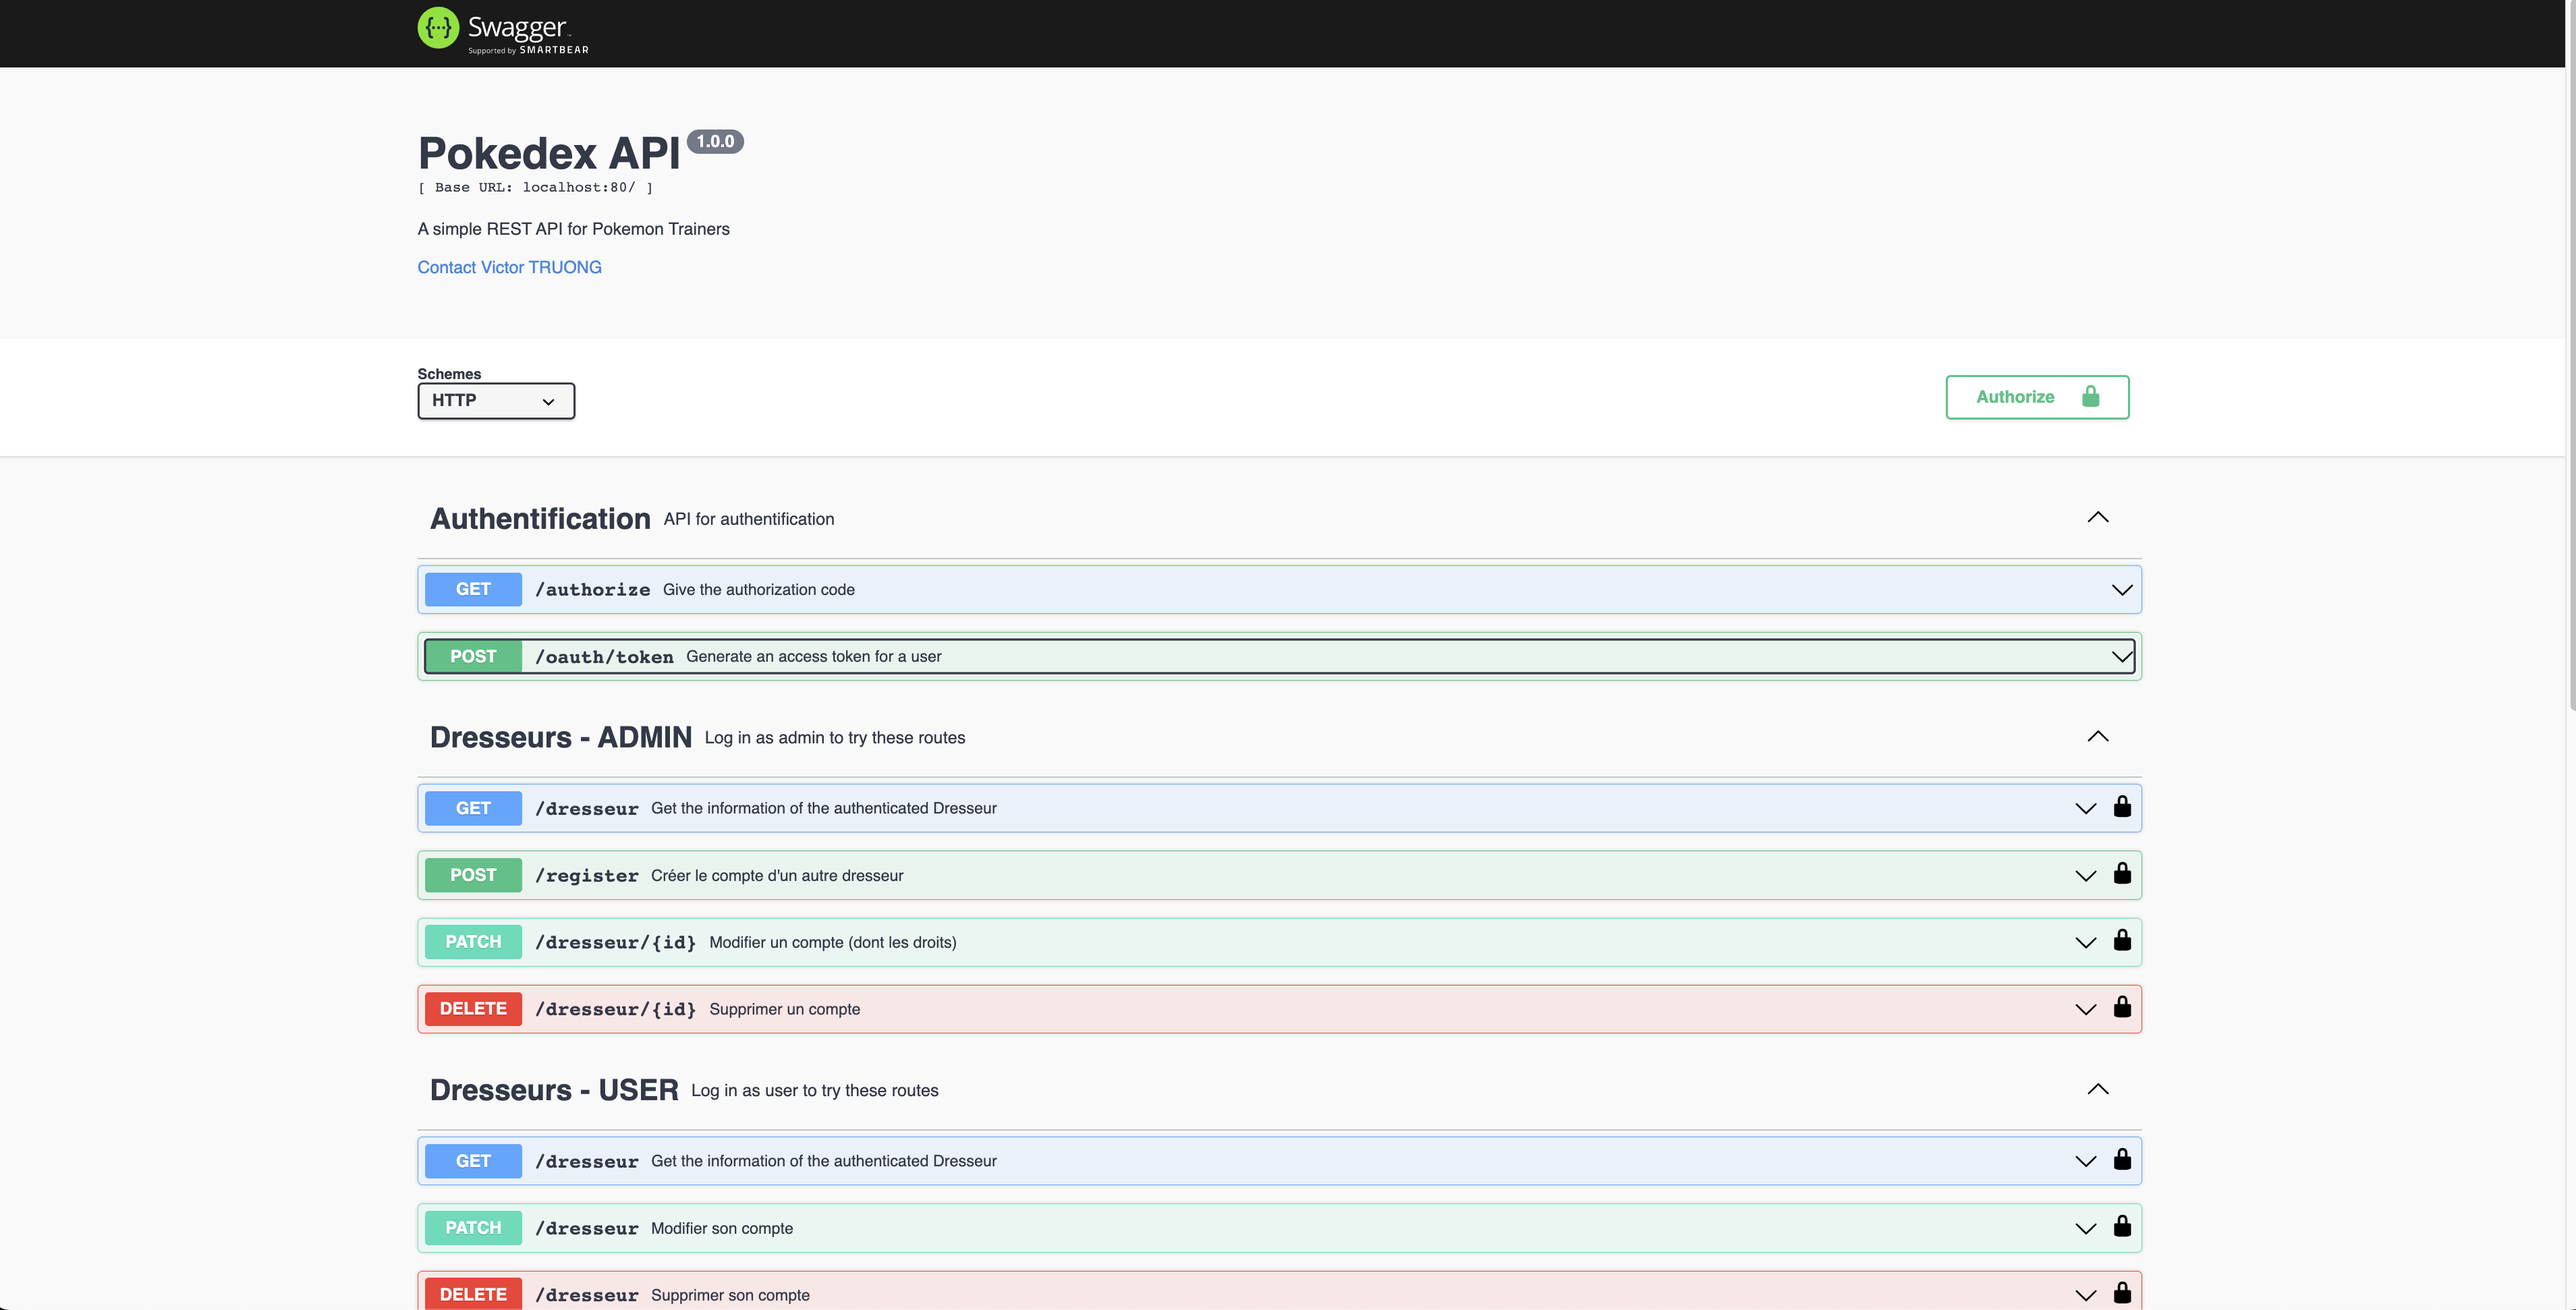 Swagger
Supported by SMARTBEAR
Pokedex API 1.0.0
[ Base URL: localhost:80/ ]
A simple REST API for Pokemon Trainers
Contact Victor TRUONG
Schemes
HTTP
Authorize
Authentification API for authentification
GET /authorize Give the authorization code
POST /oauth/token Generate an access token for a user
Dresseurs - ADMIN Log in as admin to try these routes
GET /dresseur Get the information of the authenticated Dresseur
POST /register Créer le compte d'un autre dresseur
PATCH /dresseur/{id} Modifier un compte (dont les droits)
DELETE /dresseur/{id} Supprimer un compte
Dresseurs - USER Log in as user to try these routes
GET /dresseur Get the information of the authenticated Dresseur
PATCH /dresseur Modifier son compte
DELETE /dresseur Supprimer son compte